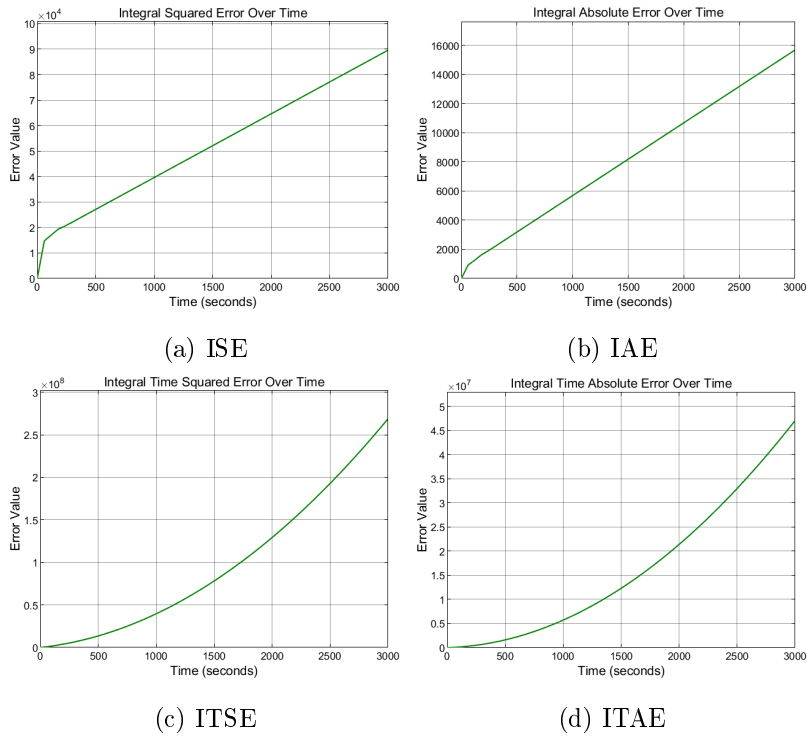 Integral Squared Error Over Time
×10⁴
10
9
8
7
6
5
4
3
2
1
0
Error Value
0 500 1000 1500 2000 2500 3000
Time (seconds)
(a) ISE
Integral Absolute Error Over Time
16000
14000
12000
10000
8000
6000
4000
2000
0
Error Value
0 500 1000 1500 2000 2500 3000
Time (seconds)
(b) IAE
Integral Time Squared Error Over Time
×10⁸
3
2.5
2
1.5
1
0.5
0
Error Value
0 500 1000 1500 2000 2500 3000
Time (seconds)
(c) ITSE
Integral Time Absolute Error Over Time
×10⁷
5
4.5
4
3.5
3
2.5
2
1.5
1
0.5
0
Error Value
0 500 1000 1500 2000 2500 3000
Time (seconds)
(d) ITAE